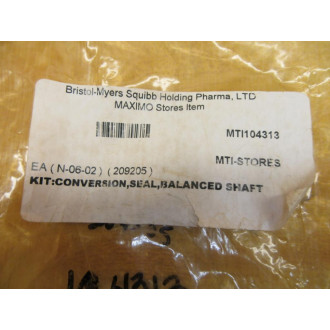 Bristol-Myers Squibb Holding Pharma, LTD
MAXIMO Stores Item
MTI104313
EA ( N-06-02 ) ( 209205 )
MTI-STORES
KIT:CONVERSION,SEAL,BALANCED SHAFT